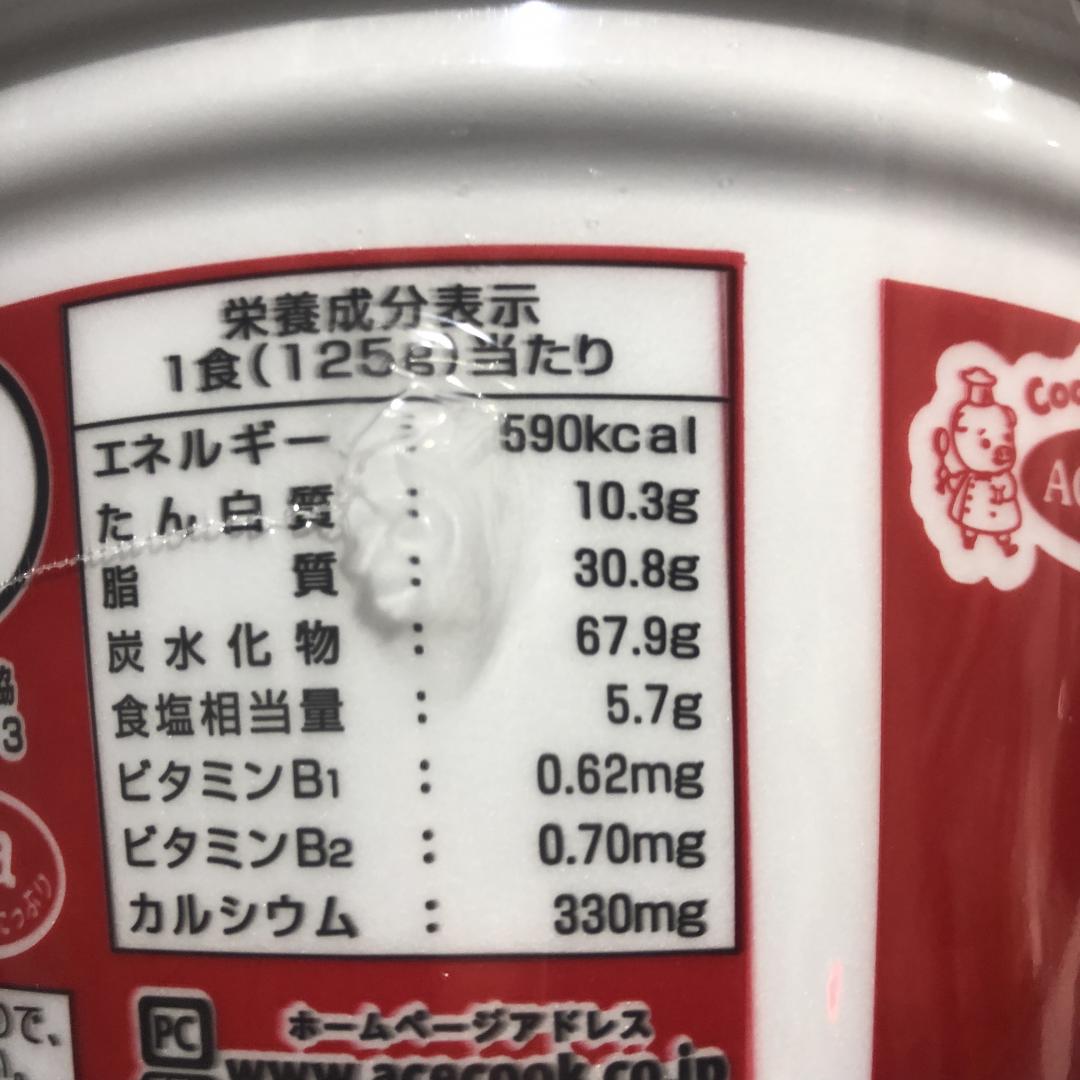 栄養成分表示
1食(125g)当たり
エネルギー : 590kcal
たん白質 : 10.3g
脂質 : 30.8g
炭水化物 : 67.9g
食塩相当量 : 5.7g
ビタミンB1 : 0.62mg
ビタミンB2 : 0.70mg
カルシウム : 330mg
PC
ホームページアドレス
www.acecook.co.jp
3